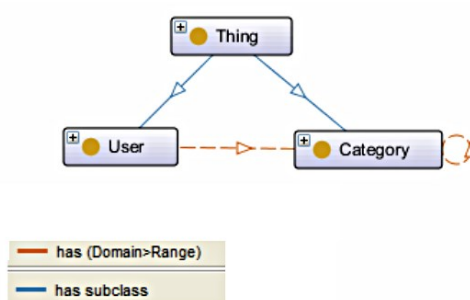 Thing
User
Category
has (Domain>Range)
has subclass